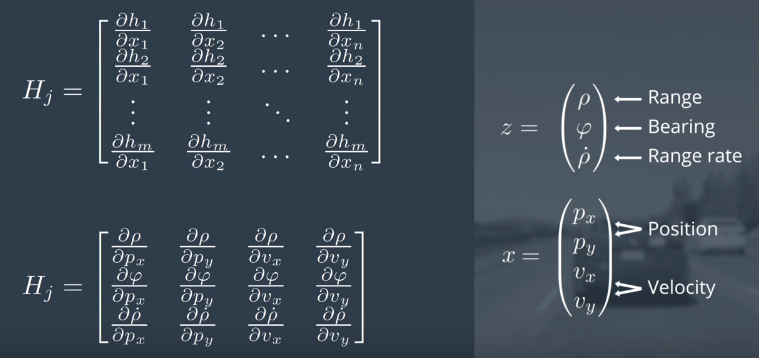 H_j = [ ∂h_1/∂x_1 ∂h_1/∂x_2 ... ∂h_1/∂x_n
∂h_2/∂x_1 ∂h_2/∂x_2 ... ∂h_2/∂x_n
⋮ ⋮ ⋱ ⋮
∂h_m/∂x_1 ∂h_m/∂x_2 ... ∂h_m/∂x_n ]
H_j = [ ∂ρ/∂p_x ∂ρ/∂p_y ∂ρ/∂v_x ∂ρ/∂v_y
∂φ/∂p_x ∂φ/∂p_y ∂φ/∂v_x ∂φ/∂v_y
∂ρ̇/∂p_x ∂ρ̇/∂p_y ∂ρ̇/∂v_x ∂ρ̇/∂v_y ]
z = ( ρ ← Range
φ ← Bearing
ρ̇ ) ← Range rate
x = ( p_x
p_y Position
v_x
v_y ) Velocity